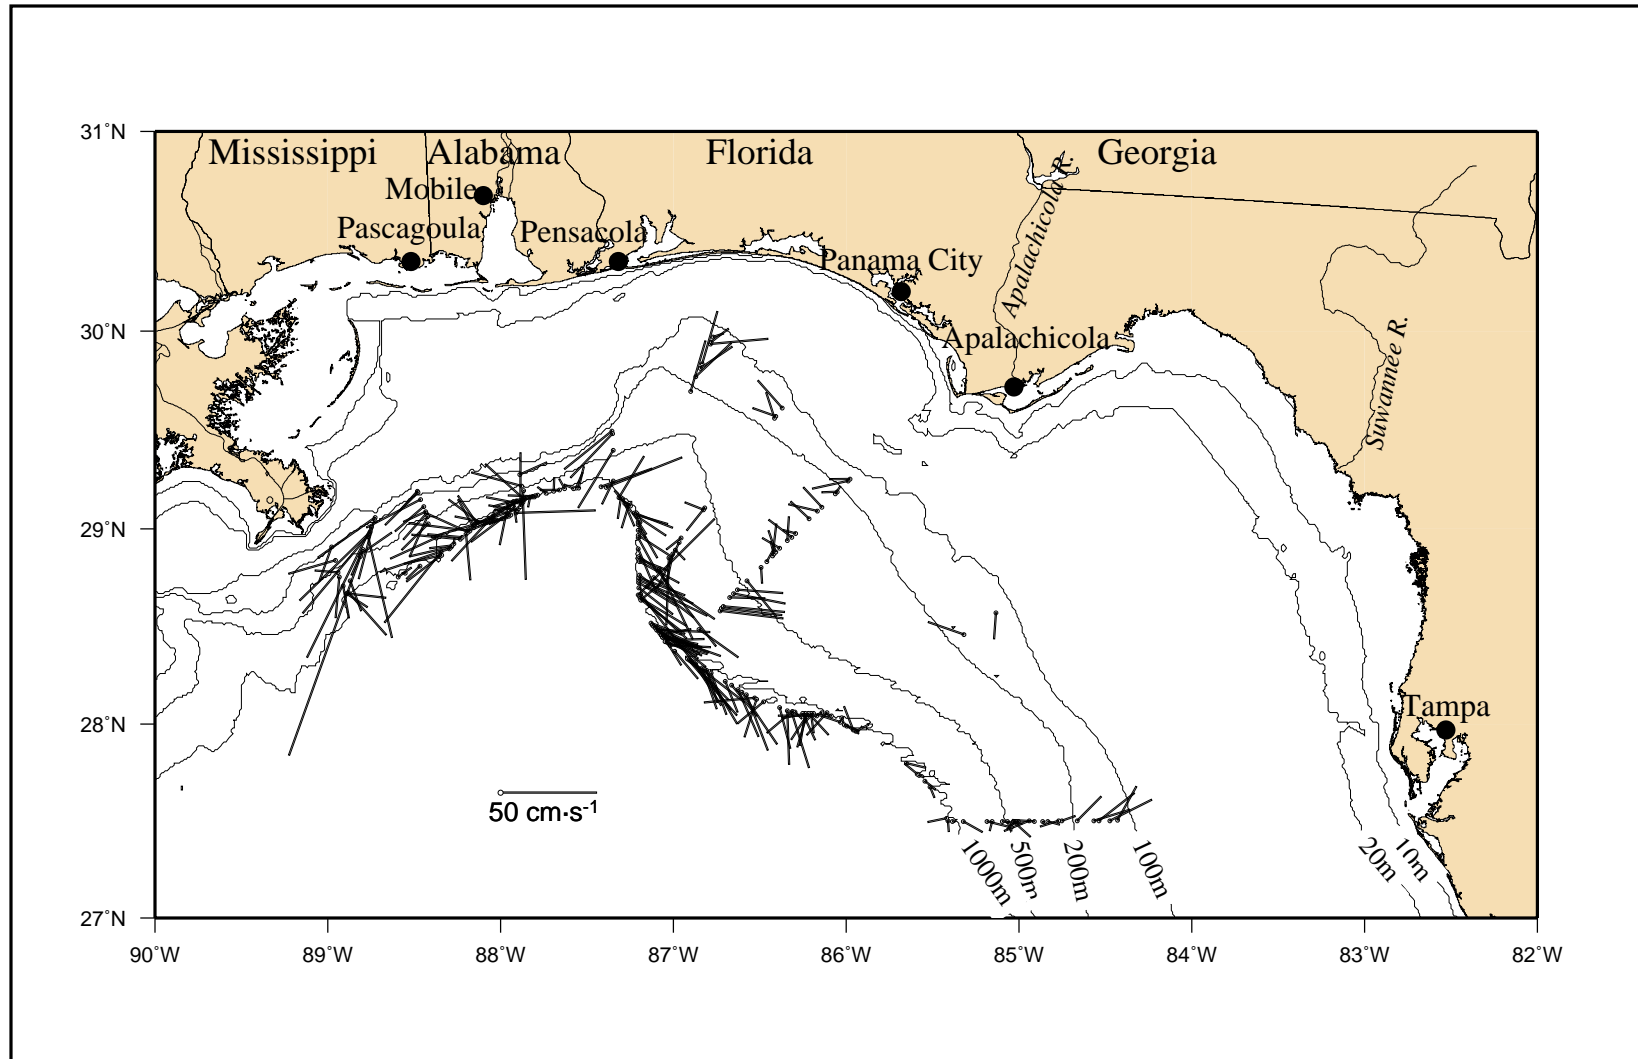 31°N
30°N
29°N
28°N
27°N
Mississippi
Alabama
Florida
Georgia
Mobile
Pascagoula
Pensacola
Panama City
Apalachicola R.
Apalachicola
Suwannee R.
Tampa
50 cm·s-1
1000m
500m
200m
100m
20m
10m
90°W
89°W
88°W
87°W
86°W
85°W
84°W
83°W
82°W